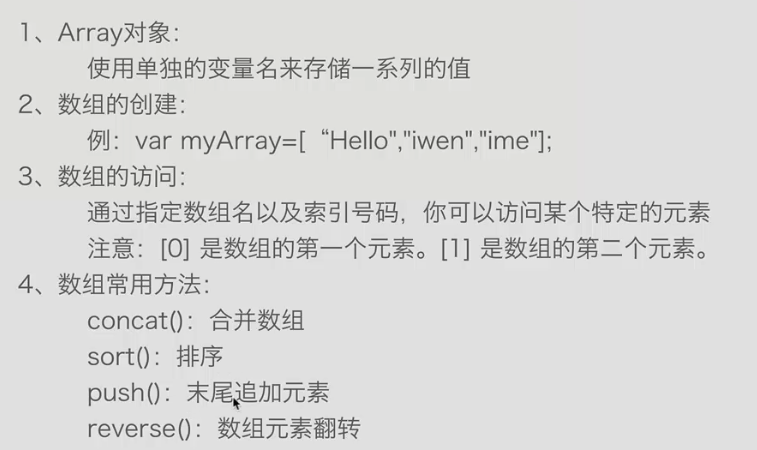 1、Array对象：
使用单独的变量名来存储一系列的值
2、数组的创建：
例：var myArray=[ “Hello","iwen","ime"];
3、数组的访问：
通过指定数组名以及索引号码，你可以访问某个特定的元素
注意：[0] 是数组的第一个元素。[1] 是数组的第二个元素。
4、数组常用方法：
concat()：合并数组
sort()：排序
push()：末尾追加元素
reverse()：数组元素翻转